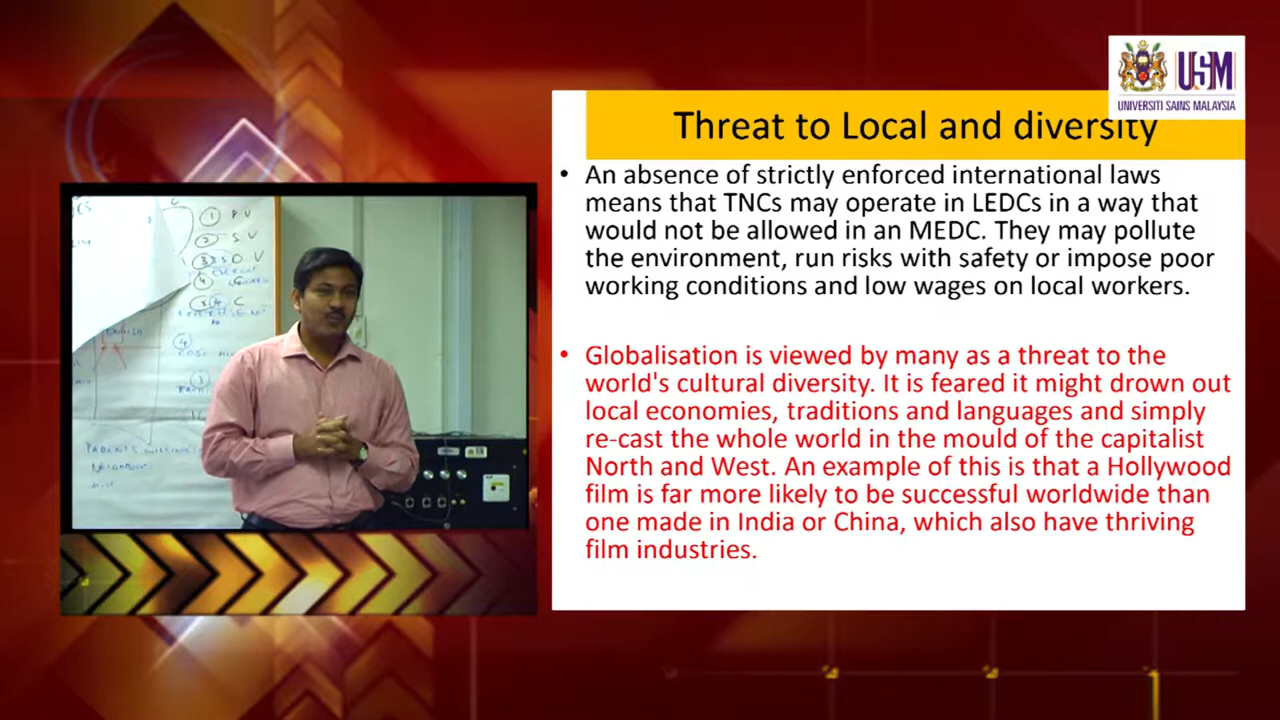 USM
UNIVERSITI SAINS MALAYSIA
Threat to Local and diversity
• An absence of strictly enforced international laws
means that TNCs may operate in LEDCs in a way that
would not be allowed in an MEDC. They may pollute
the environment, run risks with safety or impose poor
working conditions and low wages on local workers.
• Globalisation is viewed by many as a threat to the
world's cultural diversity. It is feared it might drown out
local economies, traditions and languages and simply
re-cast the whole world in the mould of the capitalist
North and West. An example of this is that a Hollywood
film is far more likely to be successful worldwide than
one made in India or China, which also have thriving
film industries.
1 P V
2 S V
4